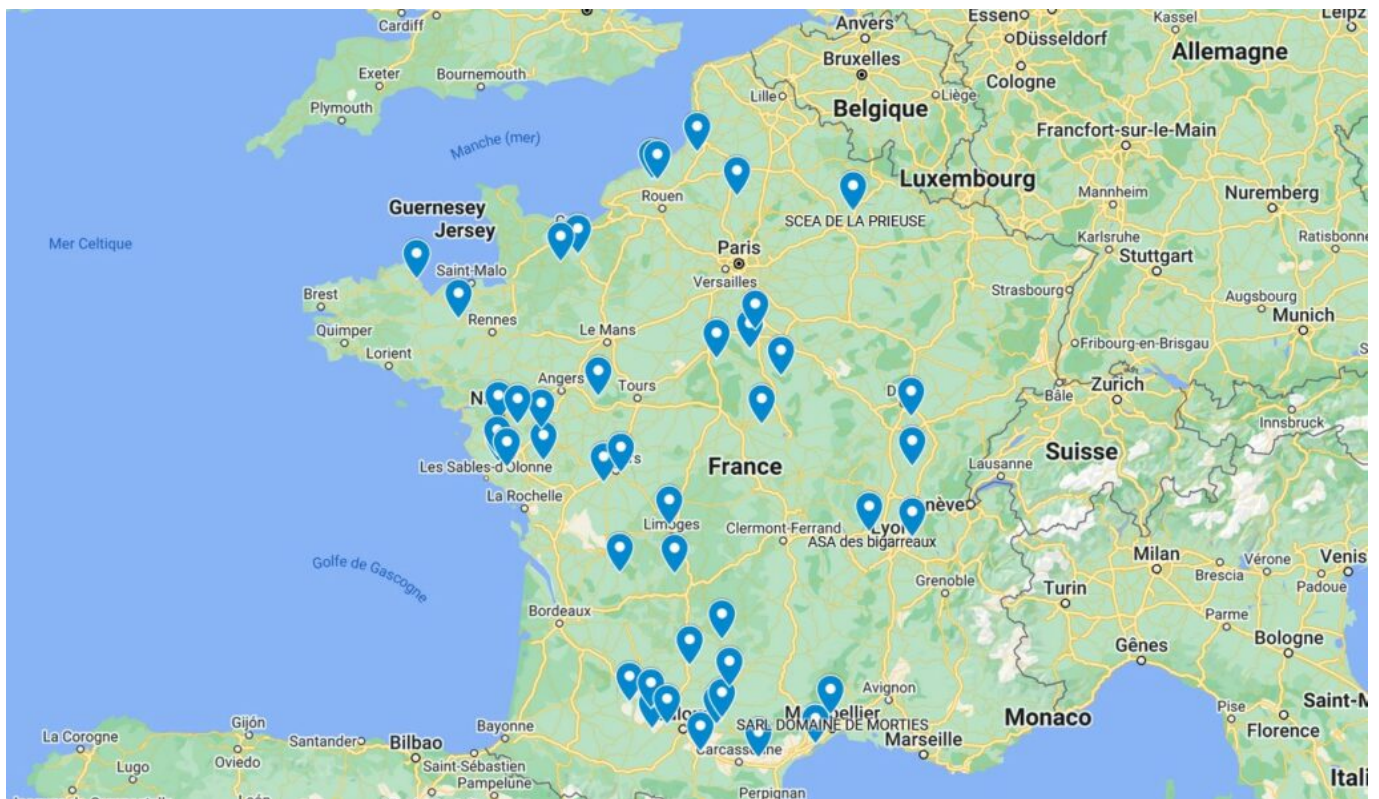 Cardiff
Anvers
Essen
Kassel
Düsseldorf
Allemagne
Exeter
Bournemouth
Bruxelles
Cologne
Lille
Liège
Plymouth
Belgique
Francfort-sur-le-Main
Manche (mer)
Luxembourg
Mannheim
Nuremberg
Rouen
Guernesey
SCEA DE LA PRIEUSE
Jersey
Mer Celtique
Paris
Karlsruhe
Ratisbonne
Stuttgart
Saint-Malo
Versailles
Strasbourg
Brest
Augsbourg
Rennes
Munich
Quimper
Le Mans
Fribourg-en-Brisgau
Lorient
Angers
Tours
Zurich
Bâle
Innsbruck
Suisse
Les Sables-d'Olonne
France
Lausanne
La Rochelle
Limoges
Clermont-Ferrand
Lyon
ASA des bigarreaux
Milan
Vérone
Golfe de Gascogne
Brescia
Padoue
Grenoble
Turin
Bordeaux
Parme
Gênes
Bologne
Avignon
SARL DOMAINE DE MORTIES
Monaco
Pise
Gijón
Bayonne
Florence
La Corogne
Santander
Bilbao
Carcassonne
Marseille
Oviedo
Saint-Sébastien
Lugo
Pampelune
Perpignan